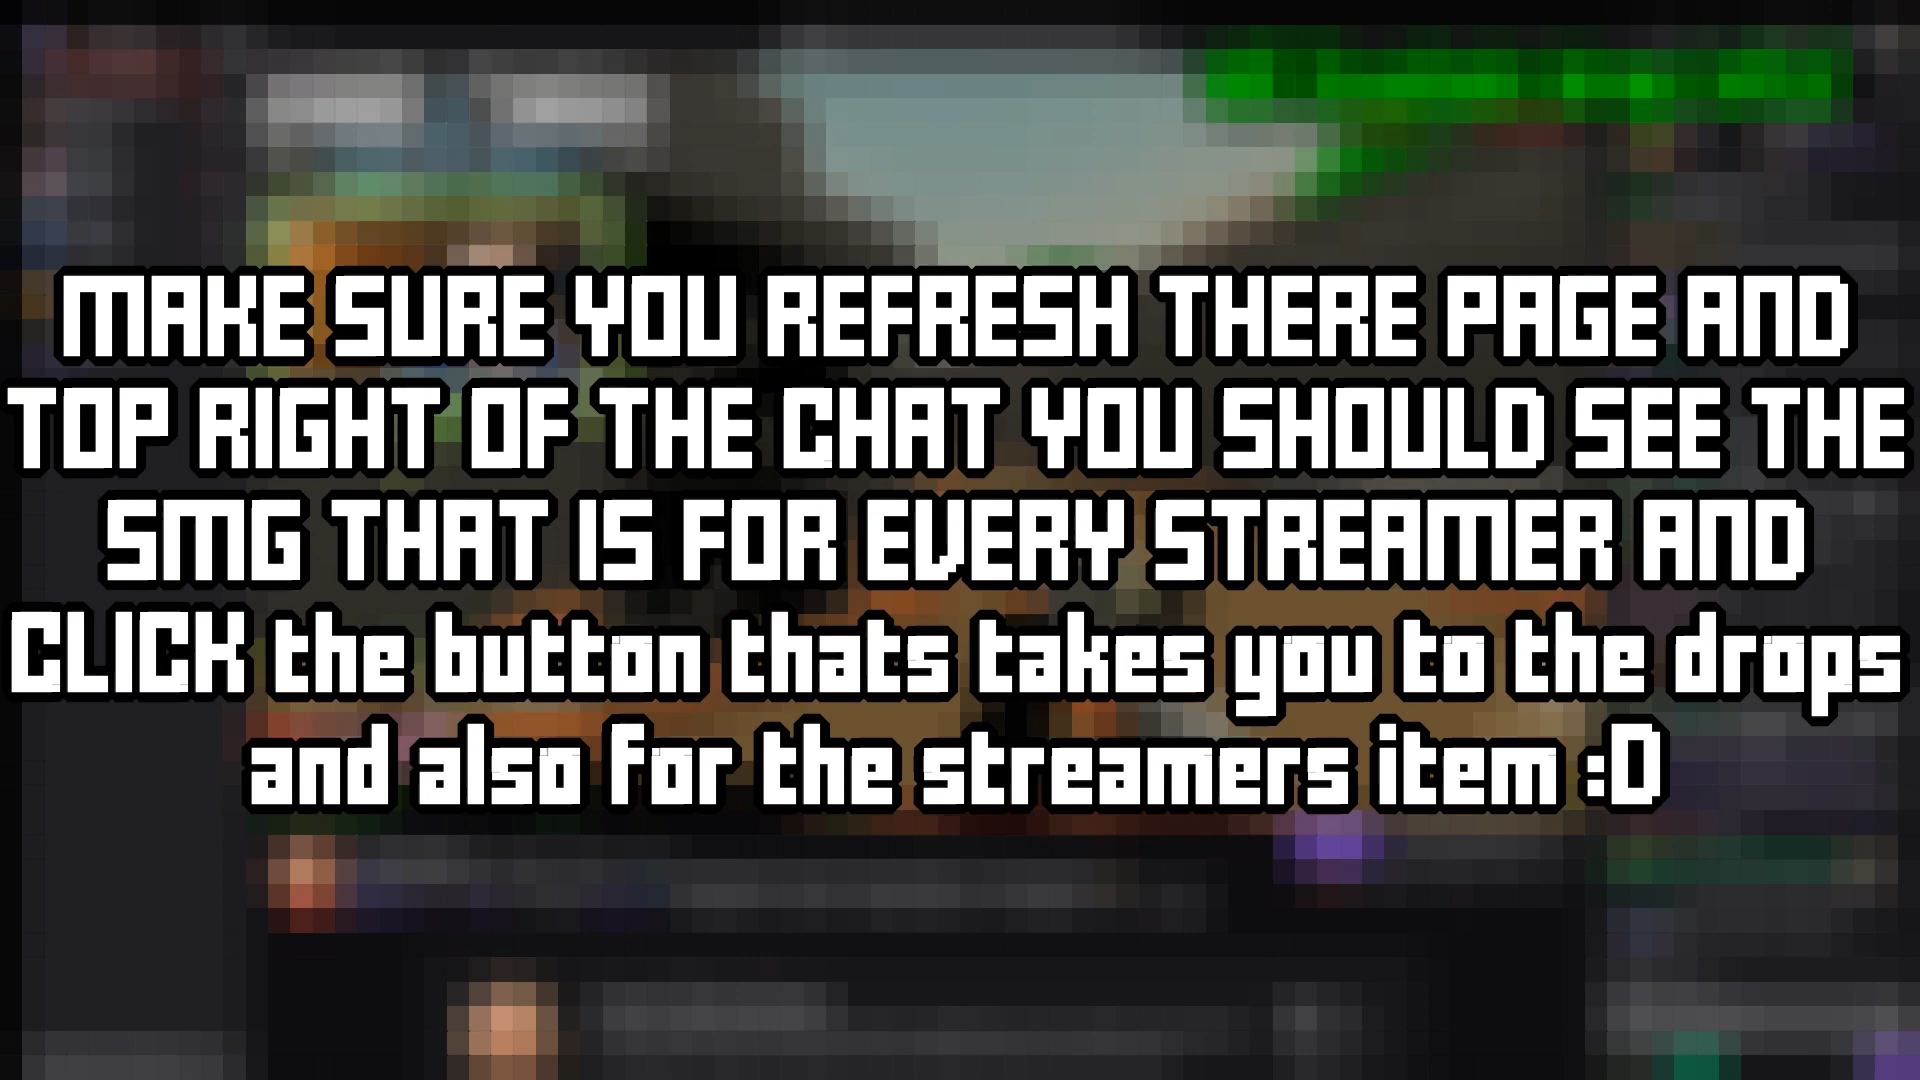 MAKE SURE YOU REFRESH THERE PAGE AND
TOP RIGHT OF THE CHAT YOU SHOULD SEE THE
SMG THAT IS FOR EVERY STREAMER AND
CLICK the button thats takes you to the drops
and also for the streamers item :D